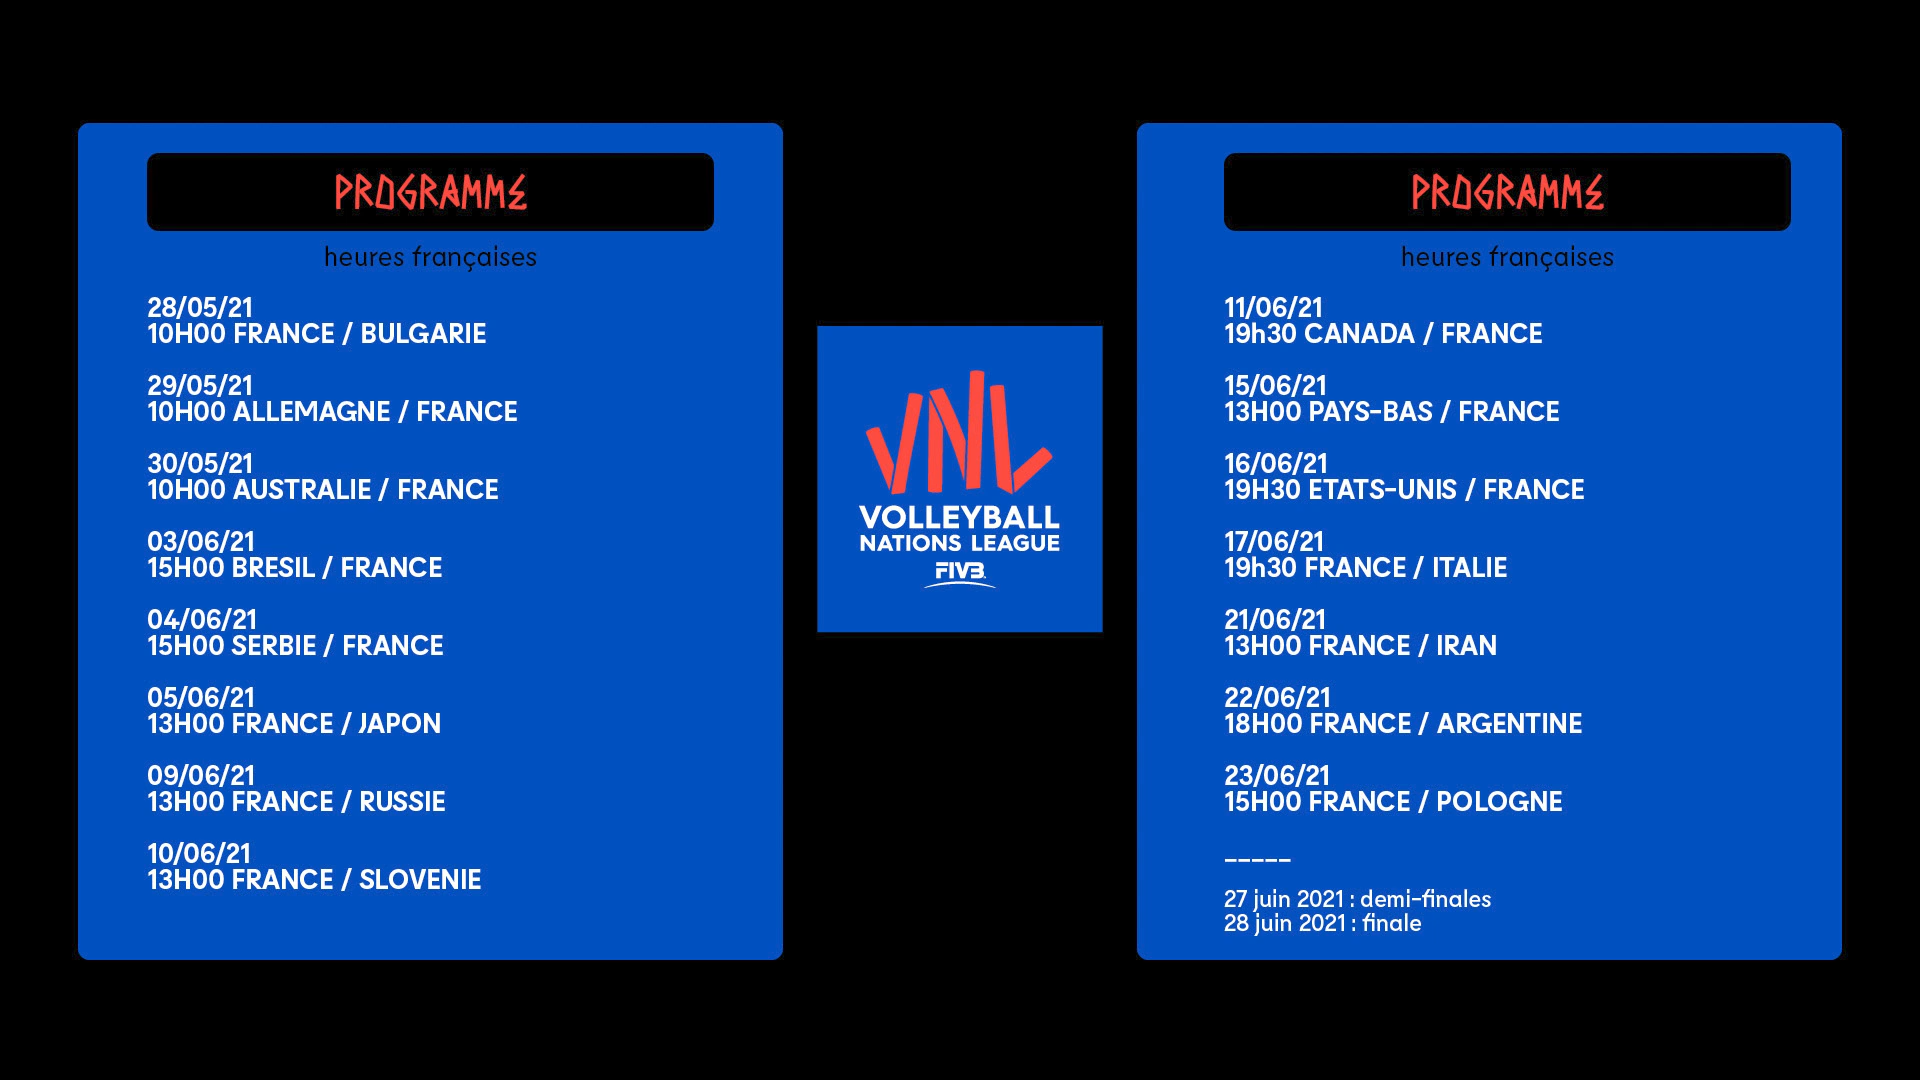 PROGRAMME
heures françaises
28/05/21
10H00 FRANCE / BULGARIE
29/05/21
10H00 ALLEMAGNE / FRANCE
30/05/21
10H00 AUSTRALIE / FRANCE
03/06/21
15H00 BRESIL / FRANCE
04/06/21
15H00 SERBIE / FRANCE
05/06/21
13H00 FRANCE / JAPON
09/06/21
13H00 FRANCE / RUSSIE
10/06/21
13H00 FRANCE / SLOVENIE
VNL
VOLLEYBALL
NATIONS LEAGUE
FIVB
PROGRAMME
heures françaises
11/06/21
19h30 CANADA / FRANCE
15/06/21
13H00 PAYS-BAS / FRANCE
16/06/21
19H30 ETATS-UNIS / FRANCE
17/06/21
19h30 FRANCE / ITALIE
21/06/21
13H00 FRANCE / IRAN
22/06/21
18H00 FRANCE / ARGENTINE
23/06/21
15H00 FRANCE / POLOGNE
-----
27 juin 2021 : demi-finales
28 juin 2021 : finale